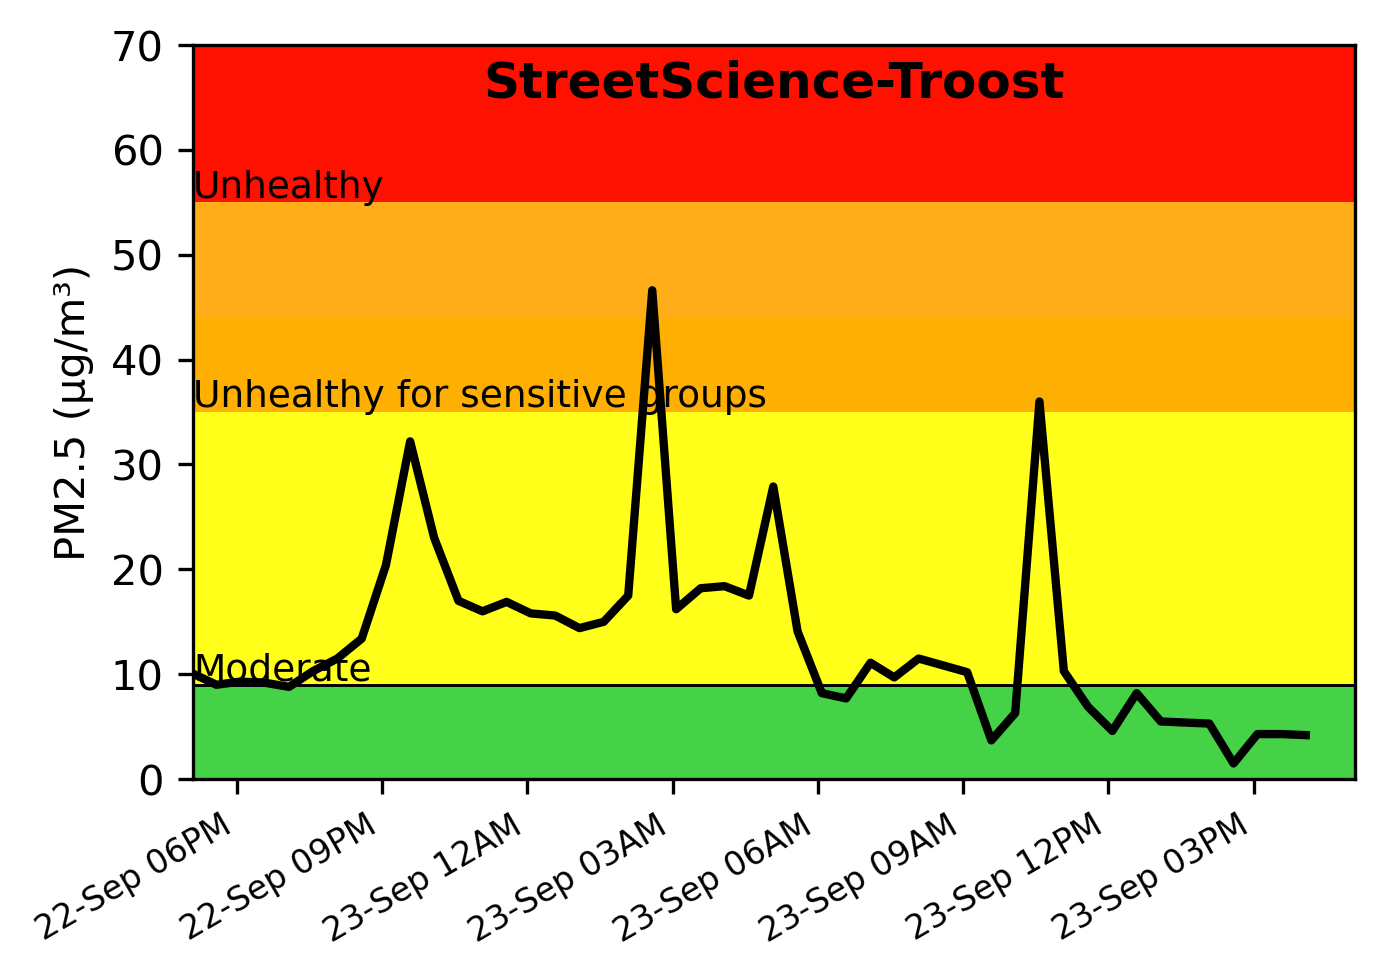 StreetScience-Troost
70
60
50
40
30
20
10
0
PM2.5 (µg/m³)
Unhealthy
Unhealthy for sensitive groups
Moderate
22-Sep 06PM
22-Sep 09PM
23-Sep 12AM
23-Sep 03AM
23-Sep 06AM
23-Sep 09AM
23-Sep 12PM
23-Sep 03PM